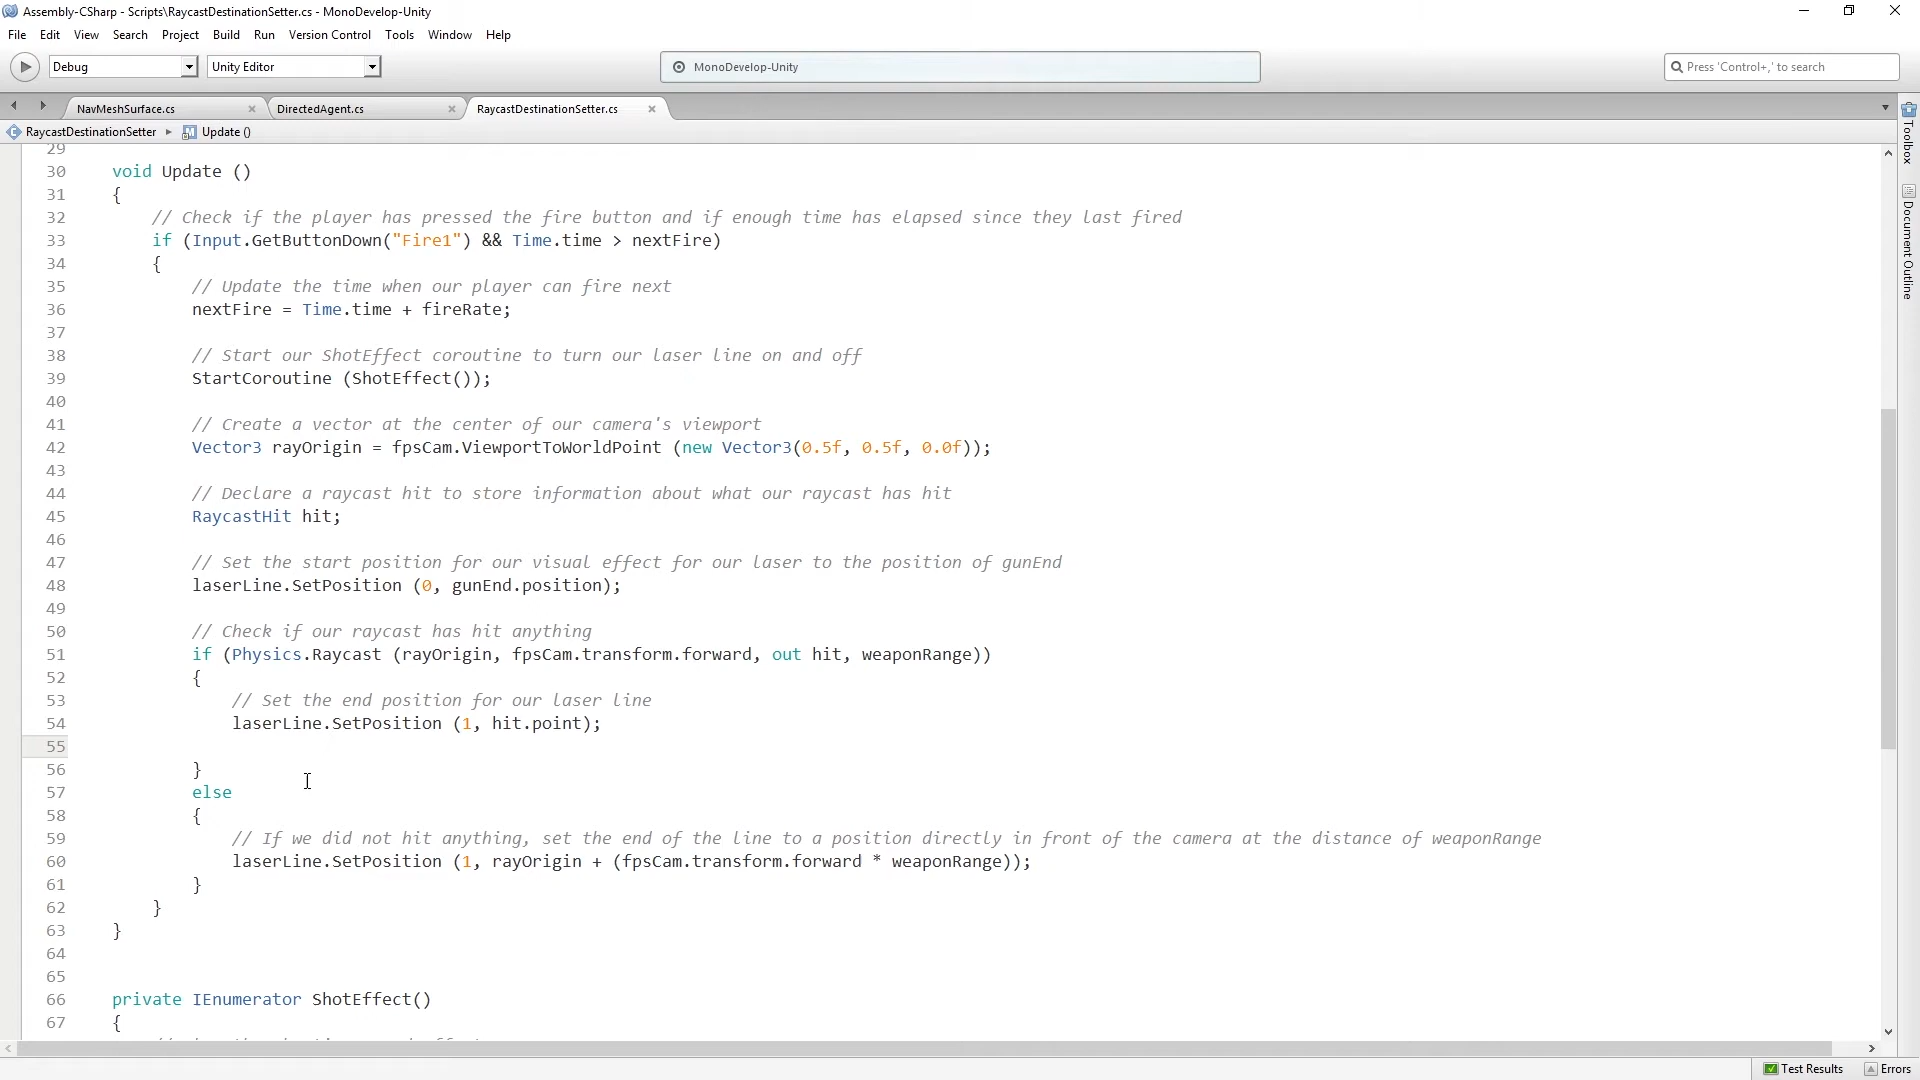 Assembly-CSharp - Scripts\RaycastDestinationSetter.cs - MonoDevelop-Unity
File Edit View Search Project Build Run Version Control Tools Window Help
Debug Unity Editor MonoDevelop-Unity Press 'Control+,' to search
NavMeshSurface.cs DirectedAgent.cs RaycastDestinationSetter.cs
RaycastDestinationSetter Update ()
Toolbox
Document Outline
29
30 void Update ()
31 {
32 // Check if the player has pressed the fire button and if enough time has elapsed since they last fired
33 if (Input.GetButtonDown("Fire1") && Time.time > nextFire)
34 {
35 // Update the time when our player can fire next
36 nextFire = Time.time + fireRate;
37
38 // Start our ShotEffect coroutine to turn our laser line on and off
39 StartCoroutine (ShotEffect());
40
41 // Create a vector at the center of our camera's viewport
42 Vector3 rayOrigin = fpsCam.ViewportToWorldPoint (new Vector3(0.5f, 0.5f, 0.0f));
43
44 // Declare a raycast hit to store information about what our raycast has hit
45 RaycastHit hit;
46
47 // Set the start position for our visual effect for our laser to the position of gunEnd
48 laserLine.SetPosition (0, gunEnd.position);
49
50 // Check if our raycast has hit anything
51 if (Physics.Raycast (rayOrigin, fpsCam.transform.forward, out hit, weaponRange))
52 {
53 // Set the end position for our laser line
54 laserLine.SetPosition (1, hit.point);
55
56 }
57 else
58 {
59 // If we did not hit anything, set the end of the line to a position directly in front of the camera at the distance of weaponRange
60 laserLine.SetPosition (1, rayOrigin + (fpsCam.transform.forward * weaponRange));
61 }
62 }
63 }
64
65
66 private IEnumerator ShotEffect()
67 {
Test Results Errors